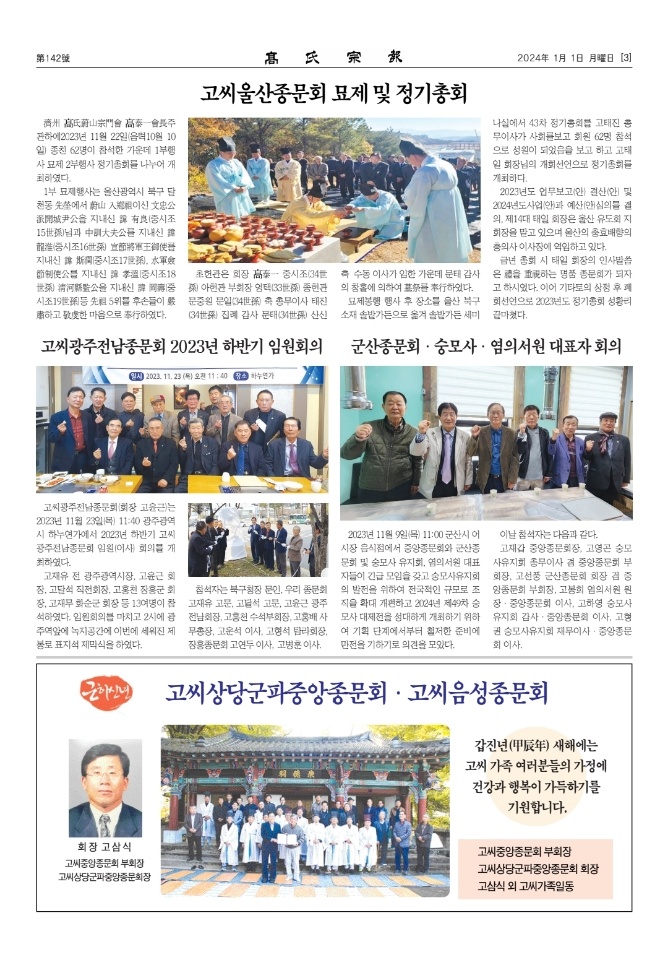 第142號
髙氏宗報
2024年 1月 1日 月曜日 [3]
고씨울산종문회 묘제 및 정기총회
濟州 髙氏蔚山宗門會 髙泰一會長주
관하에2023년 11월 22일(음력10월 10
일) 종친 62명이 참석한 가운데 1부행
사 묘제 2부행사 정기총회를 나누어 개
최하였다.
1부 묘제행사는 울산광역시 북구 달
천동 先塋에서 蔚山 入鄕祖이신 文忠公
派開城尹公을 지내신 諱 有良(중시조
15世孫)님과 中訓大夫公을 지내신 諱
龍淮(중시조16世孫) 宣節將軍王御使를
지내신 諱 斯蘭(중시조17世孫), 水軍僉
節制使公를 지내신 諱 孝溫(중시조18
世孫) 淸河縣監公을 지내신 諱 岡壽(중
시조19世孫)등 先祖 5위를 후손들이 嚴
肅하고 敬虔한 마음으로 봉행하였다.
초헌관은 회장 髙泰一 중시조(34世
孫) 아헌관 부회장 영택(33世孫) 종헌관
문중원 문일(34世孫) 축 총무이사 태진
(34世孫) 집례 감사 문태(34世孫) 산신
축 수동 이사가 임한 가운데 문태 감사
의 창홀에 의하여 墓祭를 奉行하였다.
묘제봉행 행사 후 장소를 울산 북구
소재 솔밭가든으로 옮겨 솔밭가든 세미
나실에서 43차 정기총회를 고태진 총
무이사가 사회를보고 회원 62명 참석
으로 성원이 되었음을 보고 하고 고태
일 회장님의 개회선언으로 정기총회를
개최하다.
2023년도 업무보고(안) 결산(안) 및
2024년도사업(안)과 예산(안)심의를 결
의. 제14대 태일 회장은 울산 유도회 지
회장을 맡고 있으며 울산의 충효배향의
충의사 이사장에 역임하고 있다.
금년 총회 시 태일 회장의 인사말씀
은 禮을 重視하는 명품 종문회가 되자
고 하시었다. 이어 기타토의 상정 후 폐
회선언으로 2023년도 정기총회 성황리
끝마쳤다.
고씨광주전남종문회 2023년 하반기 임원회의
일시 2023. 11. 23 (목) 오전 11 : 40 장소 하누연가
고씨광주전남종문회(회장 고윤근)는
2023년 11월 23일(목) 11:40 광주광역
시 하누연가에서 2023년 하반기 고씨
광주전남종문회 임원(이사) 회의를 개
최하였다.
고재유 전 광주광역시장, 고윤근 회
장, 고달석 직전회장, 고흥천 장흥군 회
장, 고재무 화순군 회장 등 13여명이 참
석하였다. 임원회의를 마치고 2시에 광
주역앞에 녹지공간에 이번에 세워진 제
봉로 표지석 제막식을 하였다.
참석자는 북구청장 문인, 우리 종문회
고재유 고문, 고달석 고문, 고윤근 광주
전남회장, 고흥천 수석부회장, 고홍배 사
무총장, 고운석 이사, 고형석 탐라회장,
장흥종문회 고연두 이사, 고병훈 이사.
군산종문회 · 숭모사 · 염의서원 대표자 회의
2023년 11월 9일(목) 11:00 군산시 어
시장 음식점에서 중앙종문회와 군산종
문회 및 숭모사 유지회, 염의서원 대표
자들이 긴급 모임을 갖고 숭모사유지회
의 발전을 위하여 전국적인 규모로 조
직을 확대 개편하고 2024년 제49차 숭
모사 대제전을 성대하게 개최하기 위하
여 기획 단계에서부터 철저한 준비에
만전을 기하기로 의견을 모았다.
이날 참석자는 다음과 같다.
고재갑 중앙종문회장, 고영곤 숭모
사유지회 총무이사 겸 중앙종문회 부
회장, 고선풍 군산종문회 회장 겸 중
앙종문회 부회장, 고봉회 염의서원 원
장 · 중앙종문회 이사, 고하영 숭모사
유지회 감사 · 중앙종문회 이사, 고형
권 숭모사유지회 재무이사 · 중앙종문
회 이사.
근하신년
고씨상당군파중앙종문회 · 고씨음성종문회
회 장 고 삼 식
고씨중앙종문회 부회장
고씨상당군파중앙종문회장
갑진년(甲辰年) 새해에는
고씨 가족 여러분들의 가정에
건강과 행복이 가득하기를
기원합니다.
고씨중앙종문회 부회장
고씨상당군파중앙종문회 회장
고삼식 외 고씨가족일동